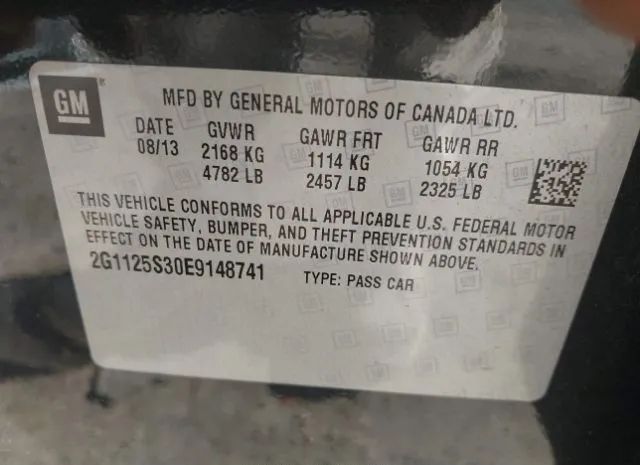 GM
MFD BY GENERAL MOTORS OF CANADA LTD.
DATE GVWR GAWR FRT GAWR RR
08/13 2168 KG 1114 KG 1054 KG
4782 LB 2457 LB 2325 LB
THIS VEHICLE CONFORMS TO ALL APPLICABLE U.S. FEDERAL MOTOR
VEHICLE SAFETY, BUMPER, AND THEFT PREVENTION STANDARDS IN
EFFECT ON THE DATE OF MANUFACTURE SHOWN ABOVE.
2G1125S30E9148741 TYPE: PASS CAR